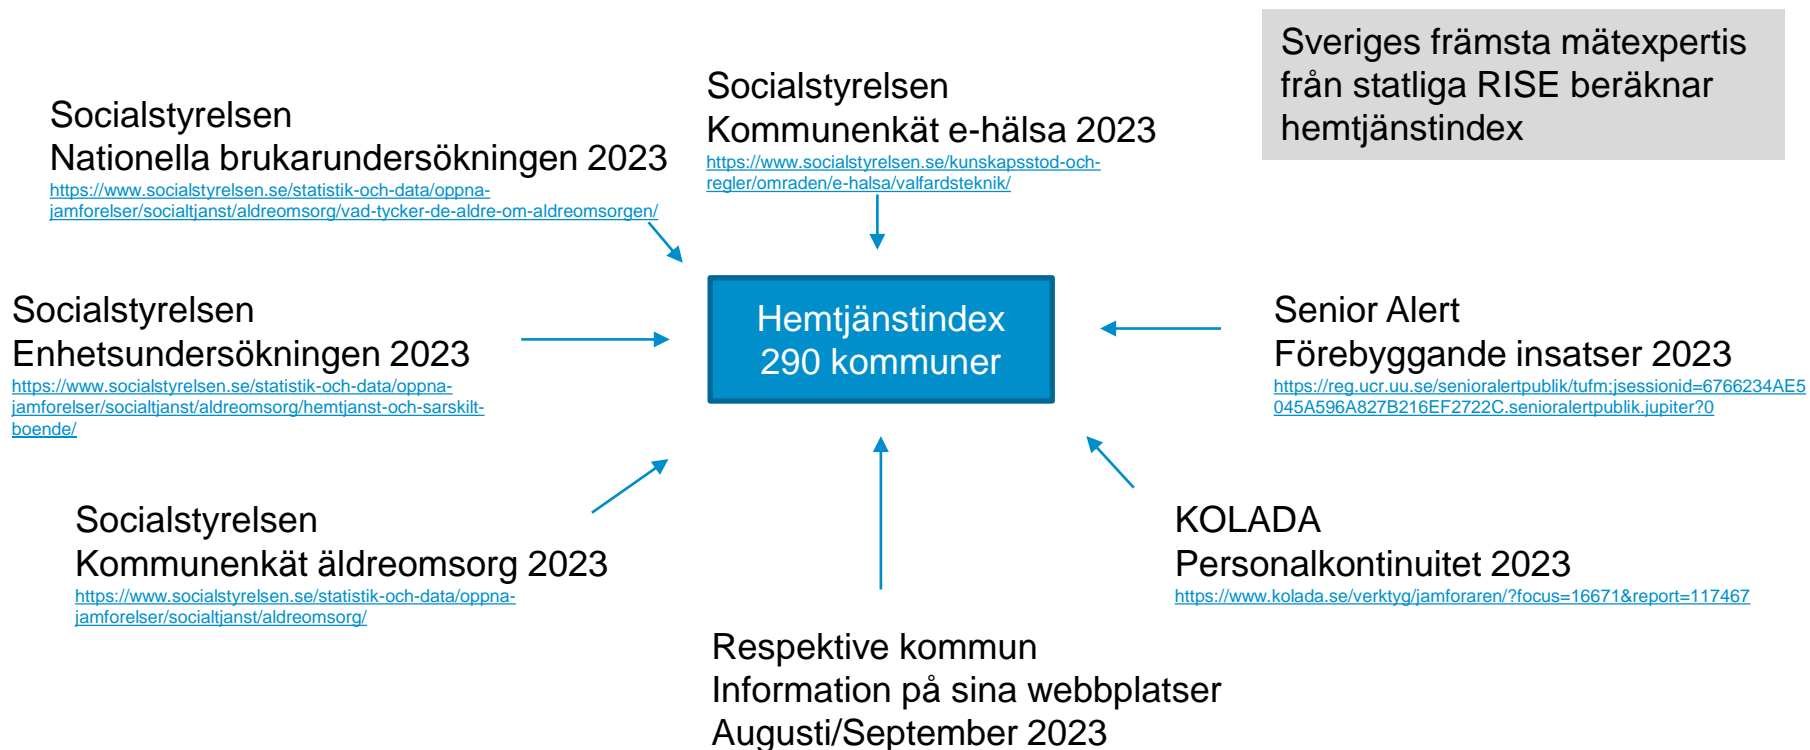 Sveriges främsta mätexpertis
från statliga RISE beräknar
hemtjänstindex
Socialstyrelsen
Kommunenkät e-hälsa 2023
https://www.socialstyrelsen.se/kunskapsstod-och-
regler/omraden/e-halsa/valfardsteknik/
Socialstyrelsen
Nationella brukarundersökningen 2023
https://www.socialstyrelsen.se/statistik-och-data/oppna-
jamforelser/socialtjanst/aldreomsorg/vad-tycker-de-aldre-om-aldreomsorgen/
Socialstyrelsen
Enhetsundersökningen 2023
https://www.socialstyrelsen.se/statistik-och-data/oppna-
jamforelser/socialtjanst/aldreomsorg/hemtjanst-och-sarskilt-
boende/
Hemtjänstindex
290 kommuner
Senior Alert
Förebyggande insatser 2023
https://reg.ucr.uu.se/senioralertpublik/tufm;jsessionid=6766234AE5
045A596A827B216EF2722C.senioralertpublik.jupiter?0
Socialstyrelsen
Kommunenkät äldreomsorg 2023
https://www.socialstyrelsen.se/statistik-och-data/oppna-
jamforelser/socialtjanst/aldreomsorg/
KOLADA
Personalkontinuitet 2023
https://www.kolada.se/verktyg/jamforaren/?focus=16671&report=117467
Respektive kommun
Information på sina webbplatser
Augusti/September 2023